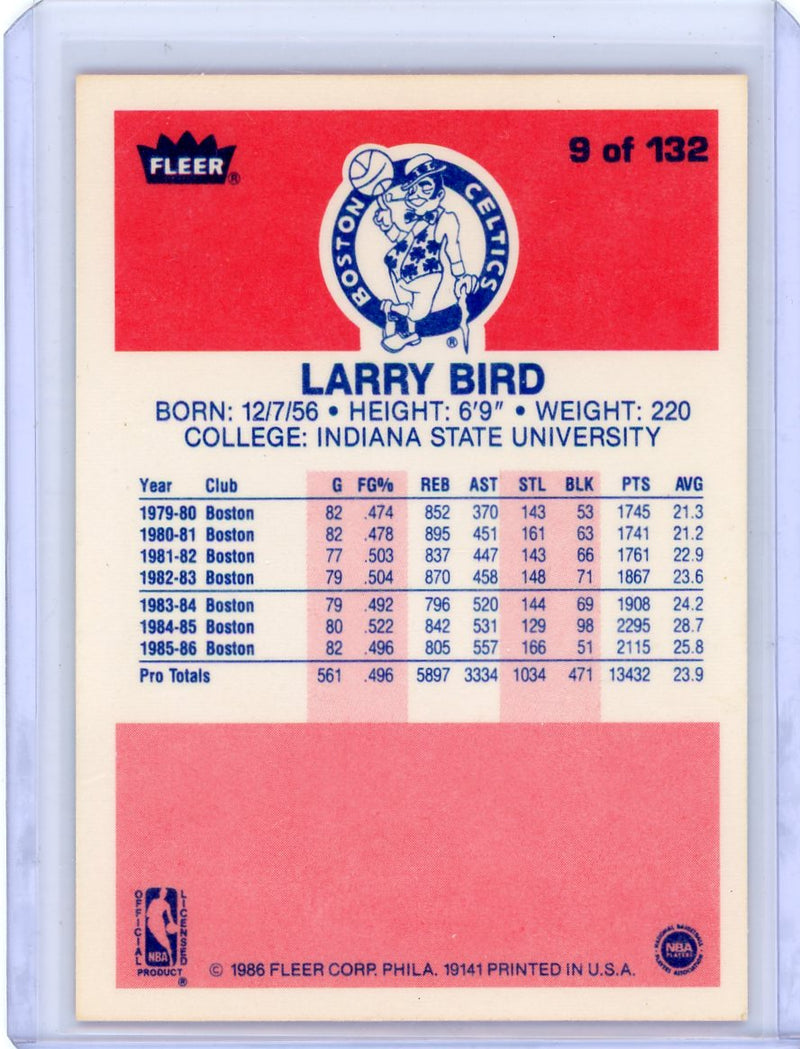 FLEER®
9 of 132
BOSTON CELTICS
®
LARRY BIRD
BORN: 12/7/56 • HEIGHT: 6'9" • WEIGHT: 220
COLLEGE: INDIANA STATE UNIVERSITY
Year Club G FG% REB AST STL BLK PTS AVG
1979-80 Boston 82 .474 852 370 143 53 1745 21.3
1980-81 Boston 82 .478 895 451 161 63 1741 21.2
1981-82 Boston 77 .503 837 447 143 66 1761 22.9
1982-83 Boston 79 .504 870 458 148 71 1867 23.6
1983-84 Boston 79 .492 796 520 144 69 1908 24.2
1984-85 Boston 80 .522 842 531 129 98 2295 28.7
1985-86 Boston 82 .496 805 557 166 51 2115 25.8
Pro Totals 561 .496 5897 3334 1034 471 13432 23.9
OFFICIAL LICENSED
NBA
PRODUCT
®
© 1986 FLEER CORP. PHILA. 19141 PRINTED IN U.S.A.
NATIONAL BASKETBALL
NBA
PLAYERS
PLAYERS ASSOCIATION